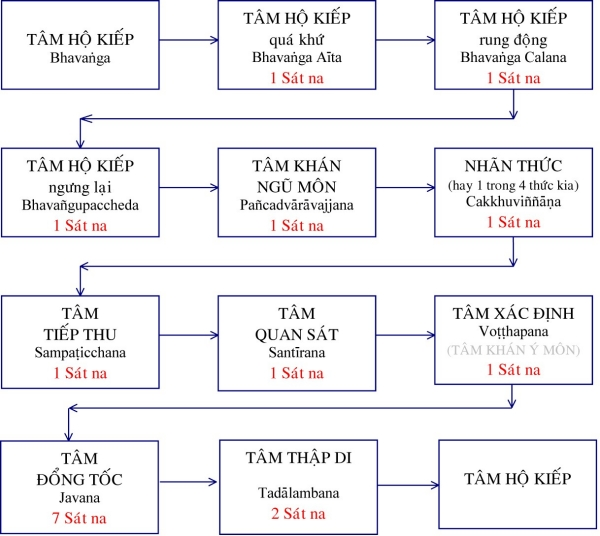 TÂM HỘ KIẾP
Bhavaṅga
TÂM HỘ KIẾP
quá khứ
Bhavaṅga Aīta
1 Sát na
TÂM HỘ KIẾP
rung động
Bhavaṅga Calana
1 Sát na
TÂM HỘ KIẾP
ngưng lại
Bhavañgupaccheda
1 Sát na
TÂM KHÁN
NGŨ MÔN
Pañcadvārāvajjana
1 Sát na
NHÃN THỨC
(hay 1 trong 4 thức kia)
Cakkhuviññāṇa
1 Sát na
TÂM
TIẾP THU
Sampaṭicchana
1 Sát na
TÂM
QUAN SÁT
Santīrana
1 Sát na
TÂM XÁC ĐỊNH
Voṭṭhapana
(TÂM KHÁN Ý MÔN)
1 Sát na
TÂM
ĐỔNG TỐC
Javana
7 Sát na
TÂM THẬP DI
Tadālambana
2 Sát na
TÂM HỘ KIẾP